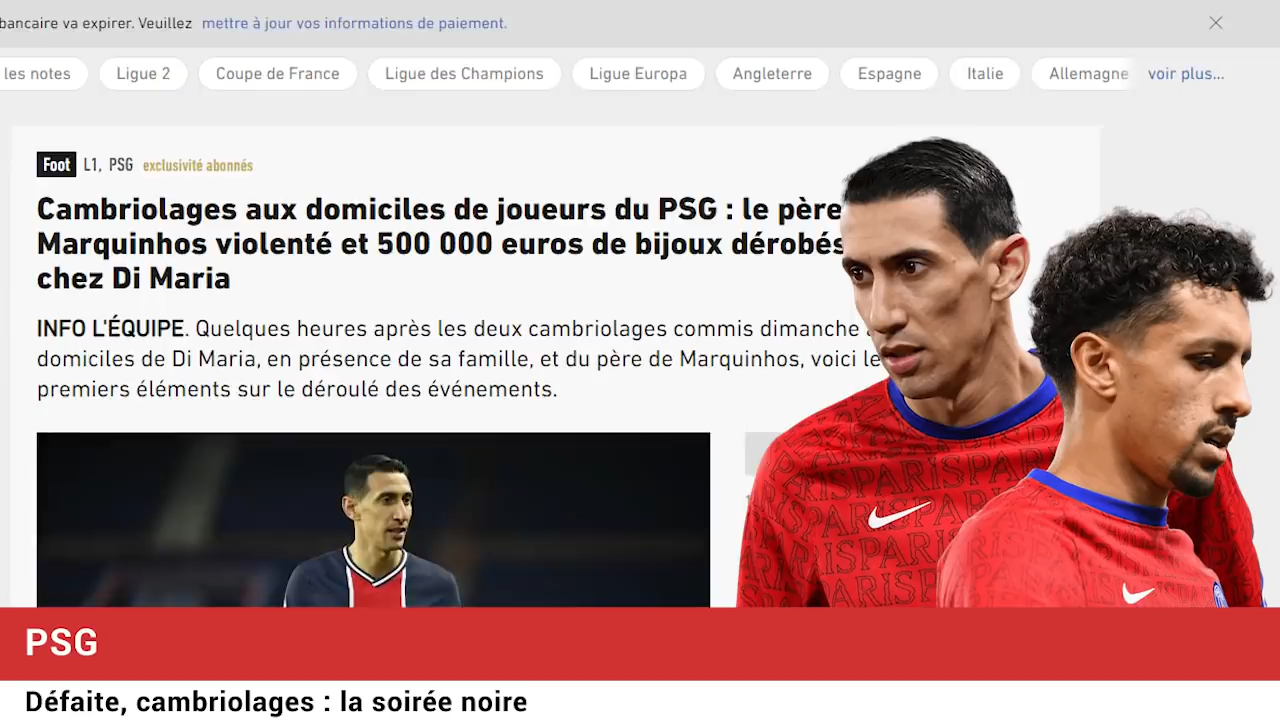 bancaire va expirer. Veuillez mettre à jour vos informations de paiement.
les notes
Ligue 2
Coupe de France
Ligue des Champions
Ligue Europa
Angleterre
Espagne
Italie
Allemagne
voir plus...
Foot L1, PSG exclusivité abonnés
Cambriolages aux domiciles de joueurs du PSG : le père
Marquinhos violenté et 500 000 euros de bijoux dérobés
chez Di Maria
INFO L'ÉQUIPE. Quelques heures après les deux cambriolages commis dimanche
domiciles de Di Maria, en présence de sa famille, et du père de Marquinhos, voici le
premiers éléments sur le déroulé des événements.
PSG
Défaite, cambriolages : la soirée noire